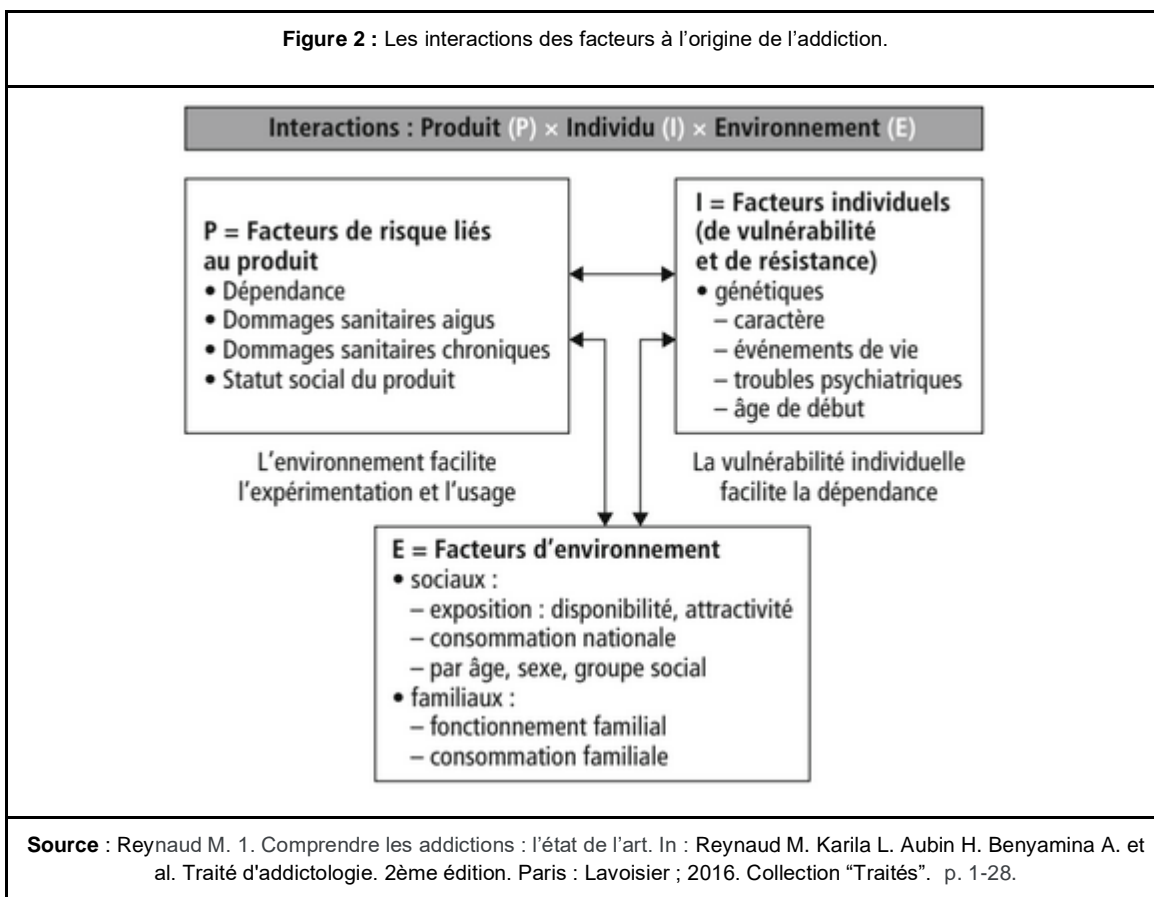 Figure 2 : Les interactions des facteurs à l’origine de l’addiction.
Interactions : Produit (P) × Individu (I) × Environnement (E)
P = Facteurs de risque liés
au produit
• Dépendance
• Dommages sanitaires aigus
• Dommages sanitaires chroniques
• Statut social du produit
I = Facteurs individuels
(de vulnérabilité
et de résistance)
• génétiques
– caractère
– événements de vie
– troubles psychiatriques
– âge de début
L’environnement facilite
l’expérimentation et l’usage
La vulnérabilité individuelle
facilite la dépendance
E = Facteurs d’environnement
• sociaux :
– exposition : disponibilité, attractivité
– consommation nationale
– par âge, sexe, groupe social
• familiaux :
– fonctionnement familial
– consommation familiale
Source : Reynaud M. 1. Comprendre les addictions : l’état de l’art. In : Reynaud M. Karila L. Aubin H. Benyamina A. et
al. Traité d'addictologie. 2ème édition. Paris : Lavoisier ; 2016. Collection “Traités”. p. 1-28.